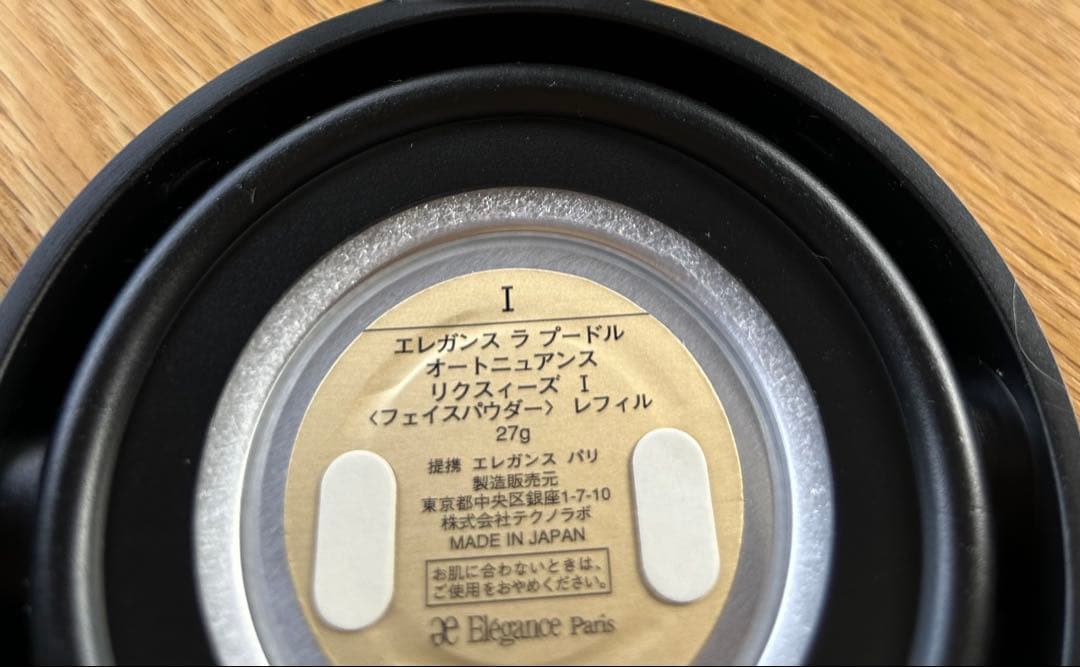 I
エレガンス ラ プードル
オートニュアンス
リクスィーズ I
〈フェイスパウダー〉 レフィル
27g
提携 エレガンス パリ
製造販売元
東京都中央区銀座1-7-10
株式会社テクノラボ
MADE IN JAPAN
お肌に合わないときは、
ご使用をおやめください。
æ Elégance Paris